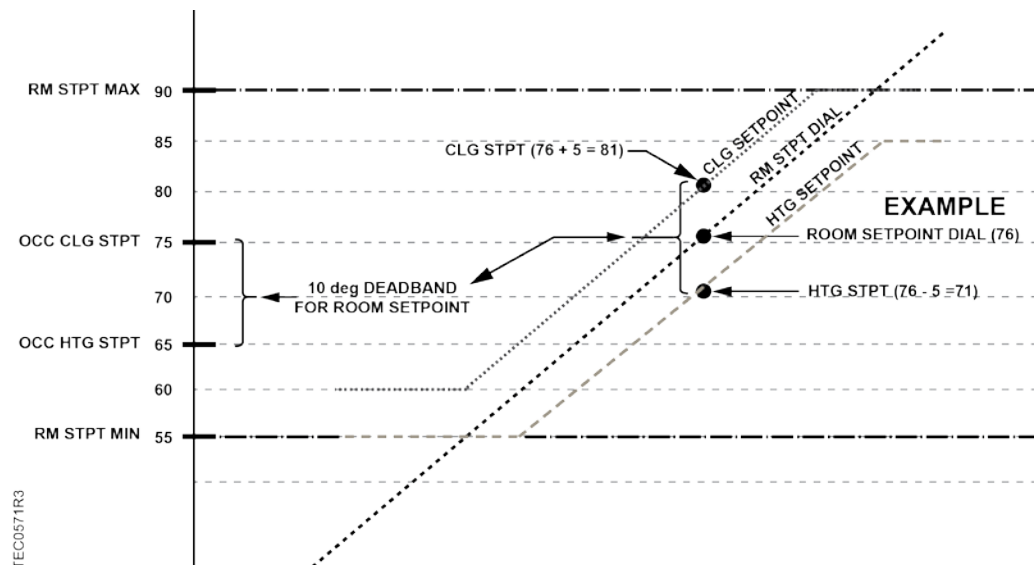 RM STPT MAX 90
85
CLG STPT (76 + 5 = 81)
CLG SETPOINT
RM STPT DIAL
HTG SETPOINT
80
EXAMPLE
OCC CLG STPT 75
ROOM SETPOINT DIAL (76)
10 deg DEADBAND
FOR ROOM SETPOINT
70
HTG STPT (76 - 5 =71)
OCC HTG STPT 65
60
RM STPT MIN 55
TEC0571R3